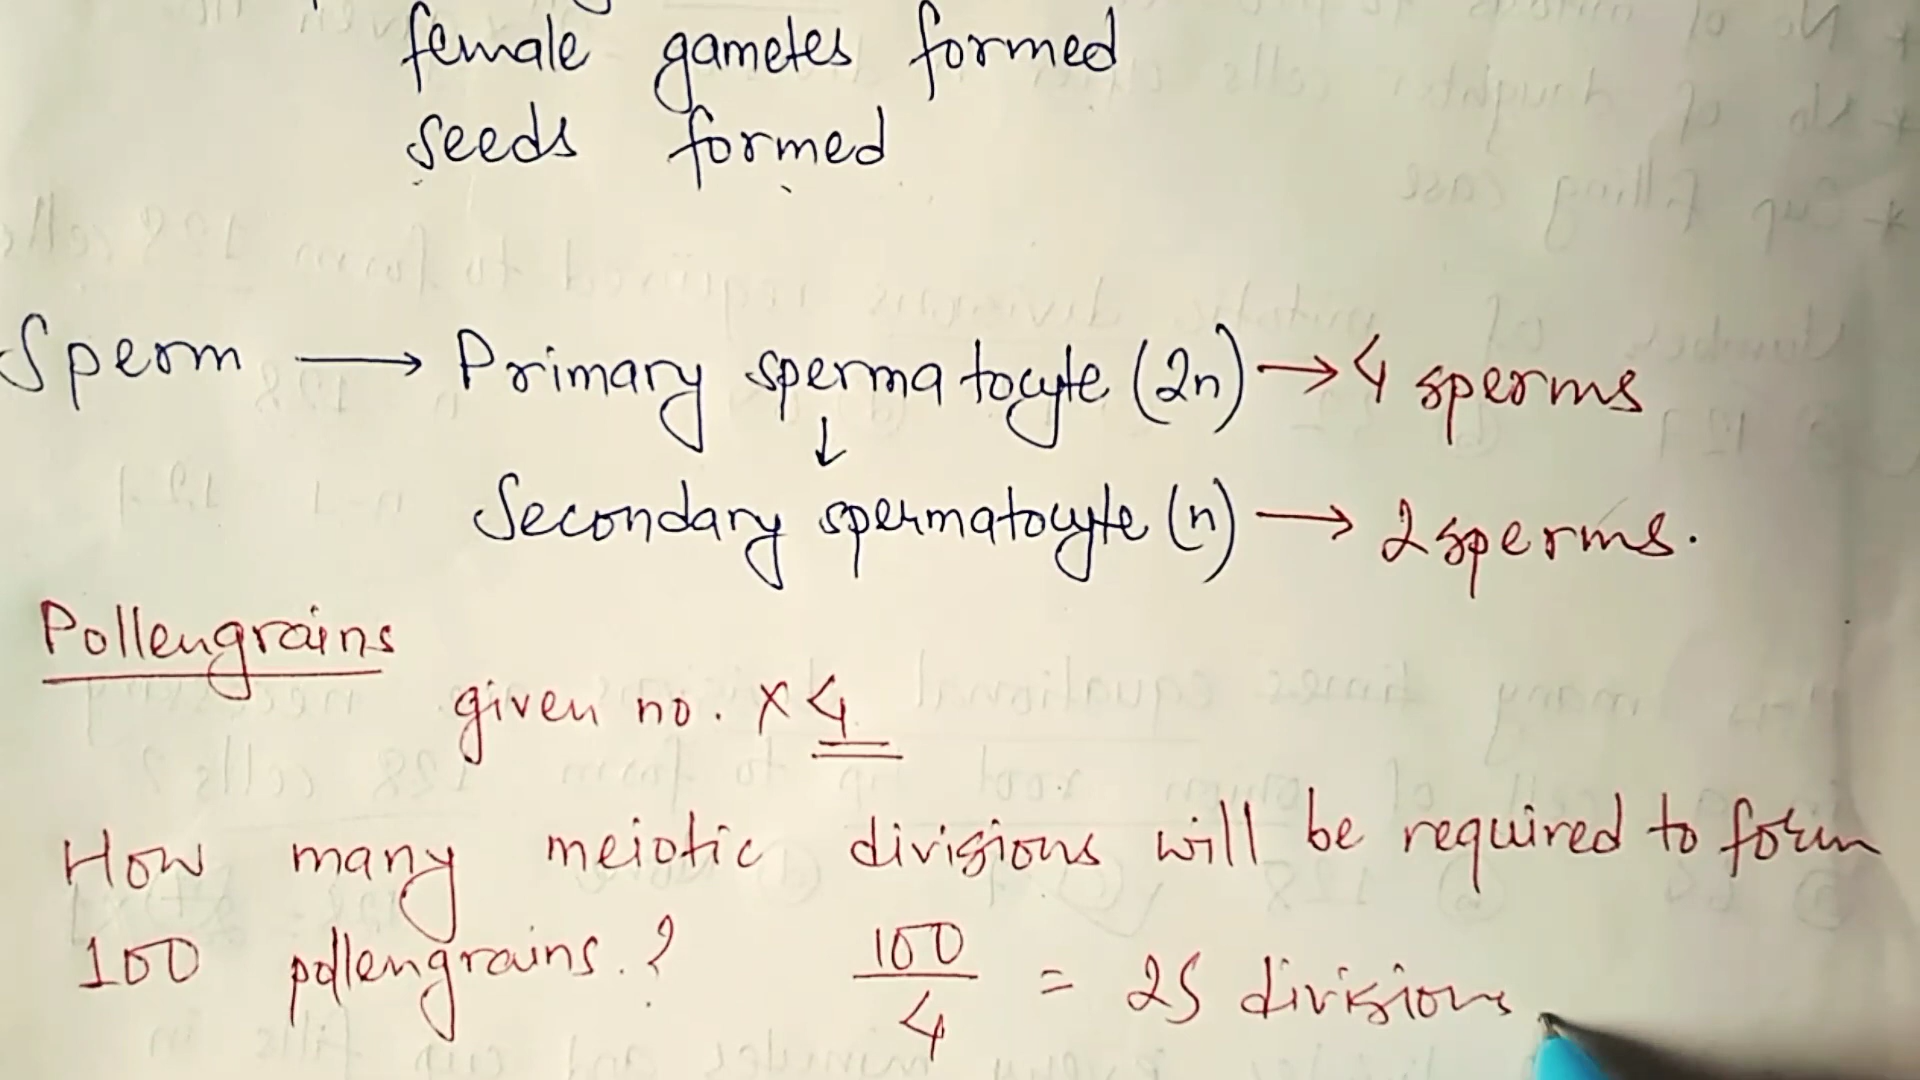 female gametes formed
seeds formed
Sperm → Primary spermatocyte (2n) → 4 sperms
↓
Secondary spermatocyte (n) → 2 sperms.
Pollengrains
given no. × 4
How many meiotic divisions will be required to form
100 pollengrains.?
100
4
= 25 divisions